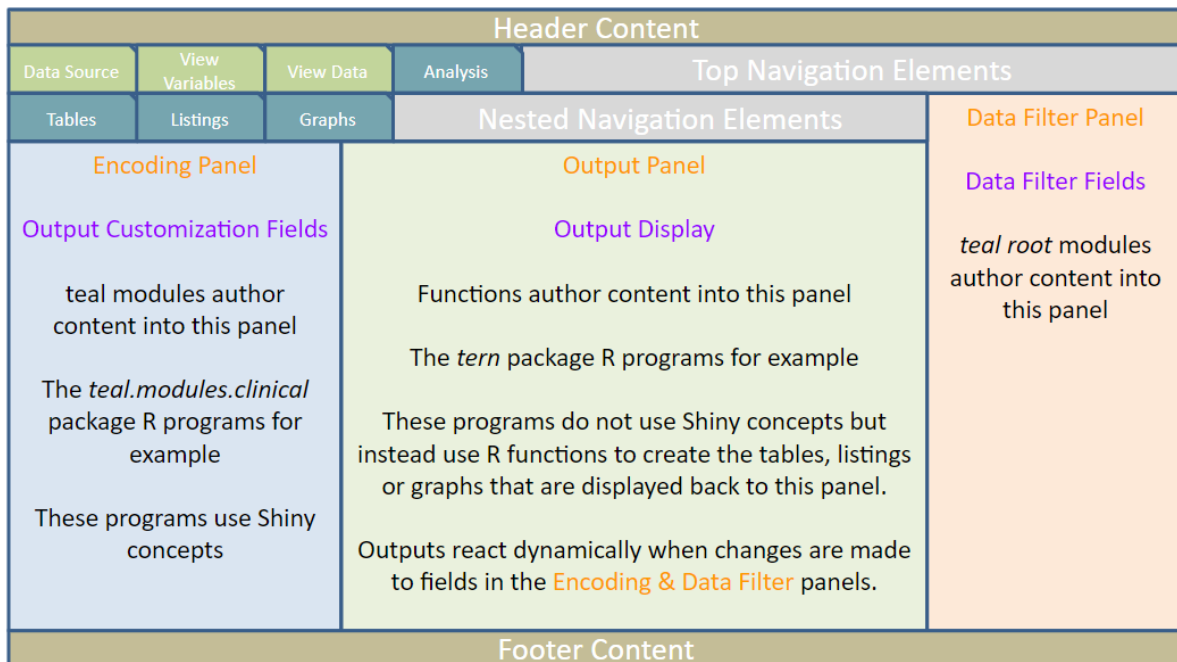 Header Content
Data Source
View
Variables
View Data
Analysis
Top Navigation Elements
Tables
Listings
Graphs
Nested Navigation Elements
Encoding Panel
Output Customization Fields
teal modules author
content into this panel
The teal.modules.clinical
package R programs for
example
These programs use Shiny
concepts
Output Panel
Output Display
Functions author content into this panel
The tern package R programs for example
These programs do not use Shiny concepts but
instead use R functions to create the tables, listings
or graphs that are displayed back to this panel.
Outputs react dynamically when changes are made
to fields in the Encoding & Data Filter panels.
Data Filter Panel
Data Filter Fields
teal root modules
author content into
this panel
Footer Content